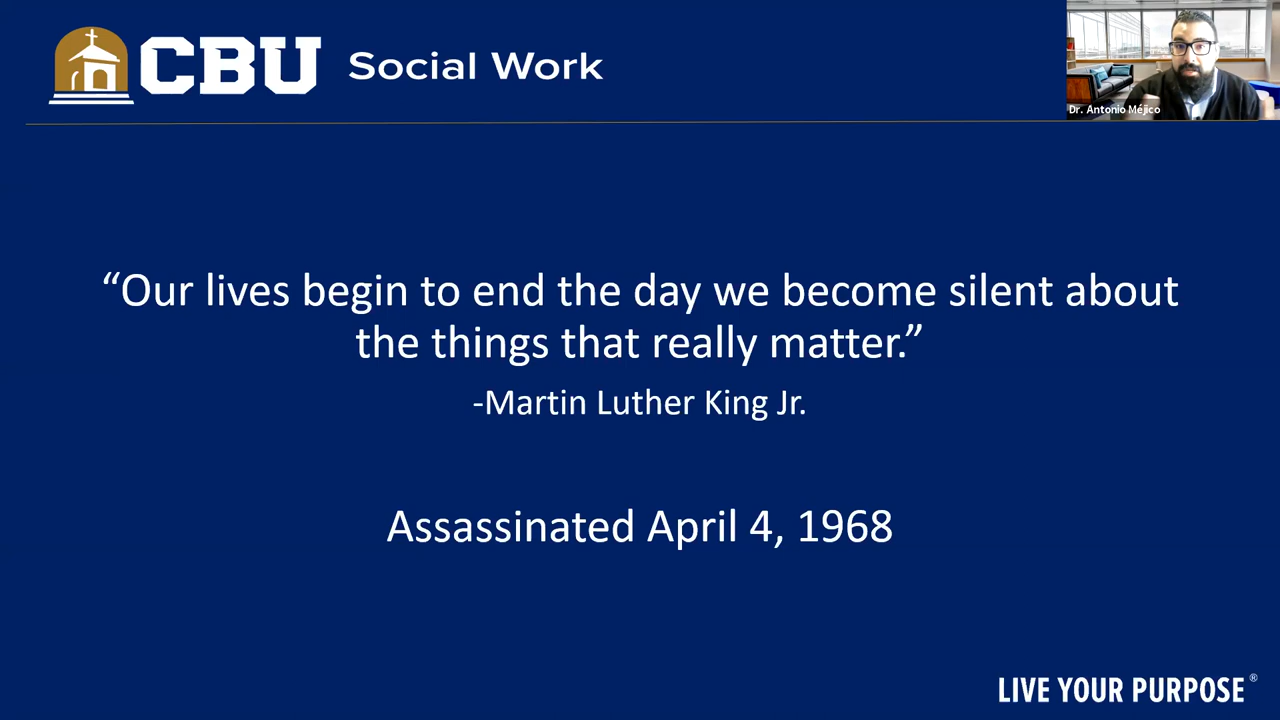 CBU Social Work
Dr. Antonio Méjico
“Our lives begin to end the day we become silent about
the things that really matter.”
-Martin Luther King Jr.
Assassinated April 4, 1968
LIVE YOUR PURPOSE®